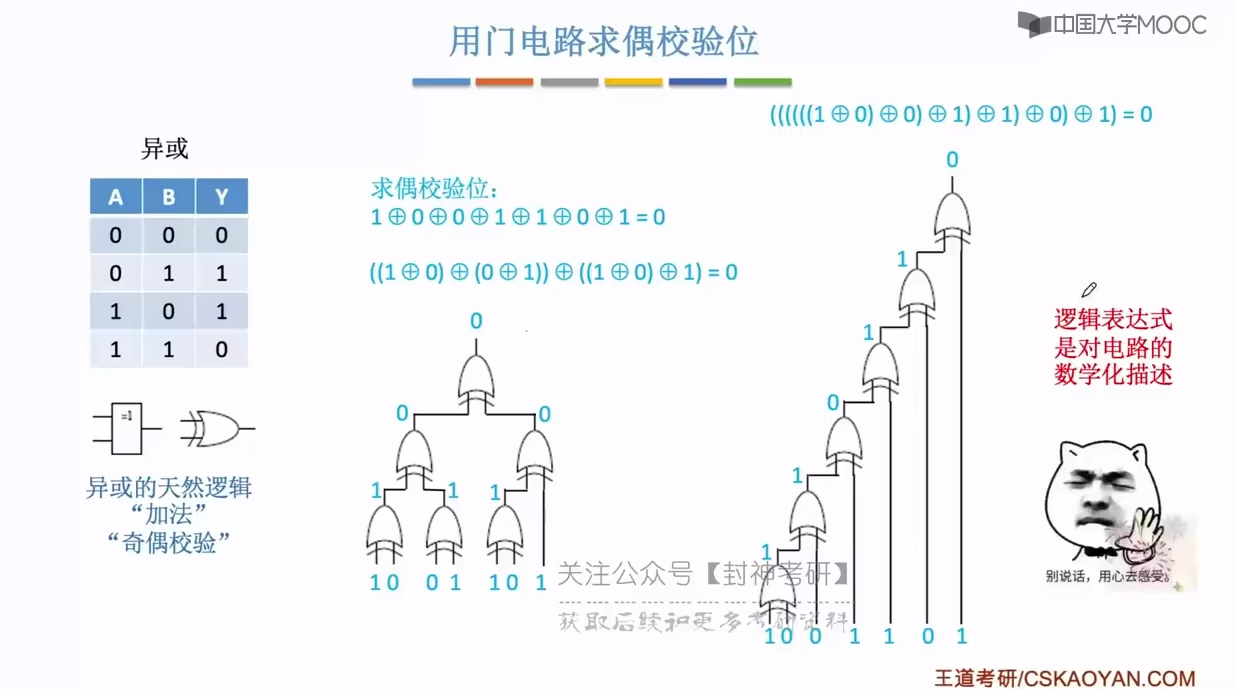 中国大学MOOC
用门电路求偶校验位
((((((1 ⊕ 0) ⊕ 0) ⊕ 1) ⊕ 1) ⊕ 0) ⊕ 1) = 0
异或
A B Y
0 0 0
0 1 1
1 0 1
1 1 0
=1
异或的天然逻辑
“加法”
“奇偶校验”
求偶校验位：
1 ⊕ 0 ⊕ 0 ⊕ 1 ⊕ 1 ⊕ 0 ⊕ 1 = 0
((1 ⊕ 0) ⊕ (0 ⊕ 1)) ⊕ ((1 ⊕ 0) ⊕ 1) = 0
0
0 0
1 1 1
1 0 0 1 1 0 1
0
1
1
0
1
1
1 0 0 1 1 0 1
逻辑表达式
是对电路的
数学化描述
别说话，用心去感受。
关注公众号【封神考研】
获取后续和更多考研资料
王道考研/CSKAOYAN.COM